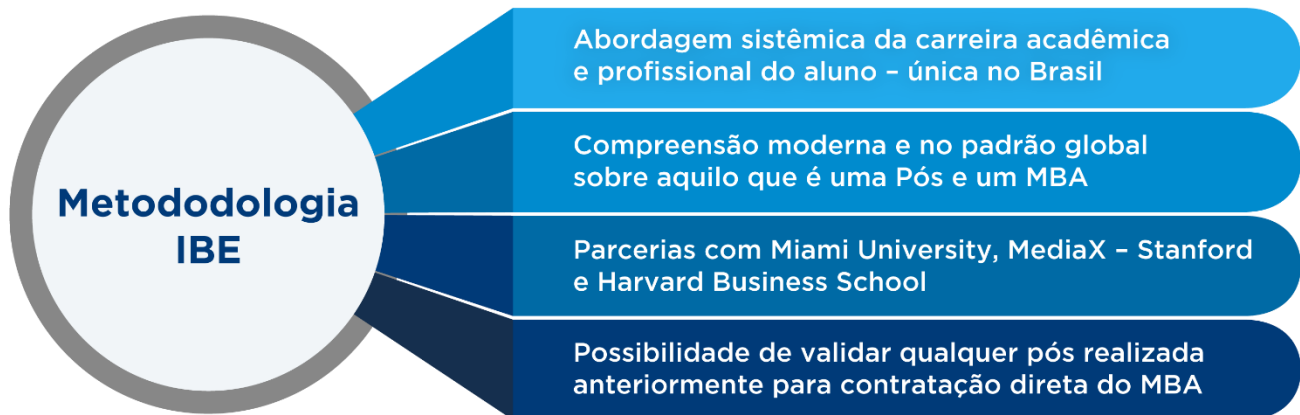 Metododologia
IBE
Abordagem sistêmica da carreira acadêmica
e profissional do aluno – única no Brasil
Compreensão moderna e no padrão global
sobre aquilo que é uma Pós e um MBA
Parcerias com Miami University, MediaX – Stanford
e Harvard Business School
Possibilidade de validar qualquer pós realizada
anteriormente para contratação direta do MBA